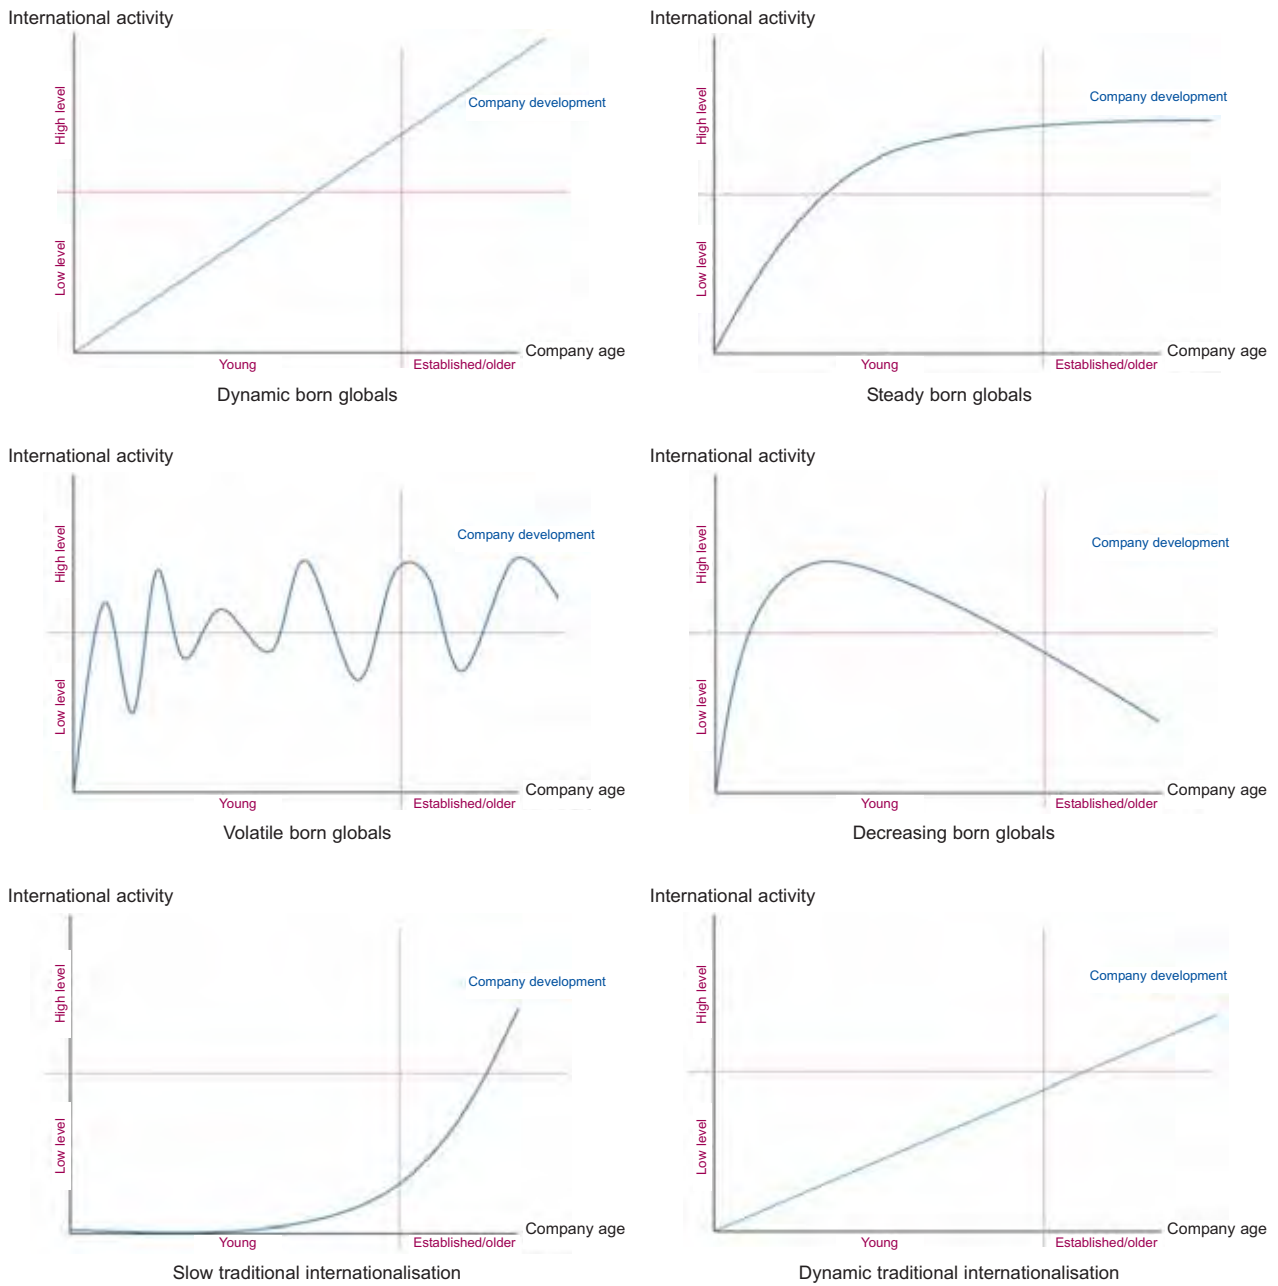 International activity
High level
Low level
Company development
Company age
Young
Established/older
Dynamic born globals
International activity
High level
Low level
Company development
Company age
Young
Established/older
Steady born globals
International activity
High level
Low level
Company development
Company age
Young
Established/older
Volatile born globals
International activity
High level
Low level
Company development
Company age
Young
Established/older
Decreasing born globals
International activity
High level
Low level
Company development
Company age
Young
Established/older
Slow traditional internationalisation
International activity
High level
Low level
Company development
Company age
Young
Established/older
Dynamic traditional internationalisation